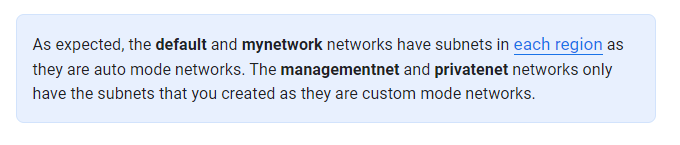 As expected, the default and mynetwork networks have subnets in each region as
they are auto mode networks. The managementnet and privatenet networks only
have the subnets that you created as they are custom mode networks.